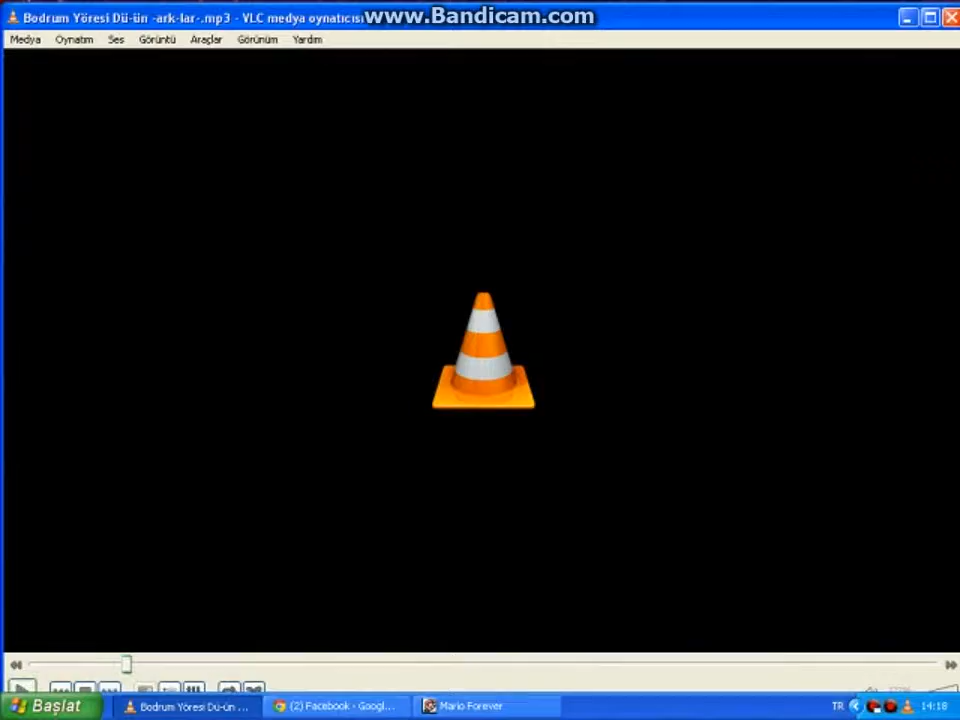 Bodrum Yöresi Dü-ün -ark-lar-.mp3 - VLC medya oynatıcısı
www.Bandicam.com
Medya Oynatım Ses Görüntü Araçlar Görünüm Yardım
Başlat
Bodrum Yöresi Dü-ün ...
(2) Facebook - Googl...
Mario Forever
TR
14:18